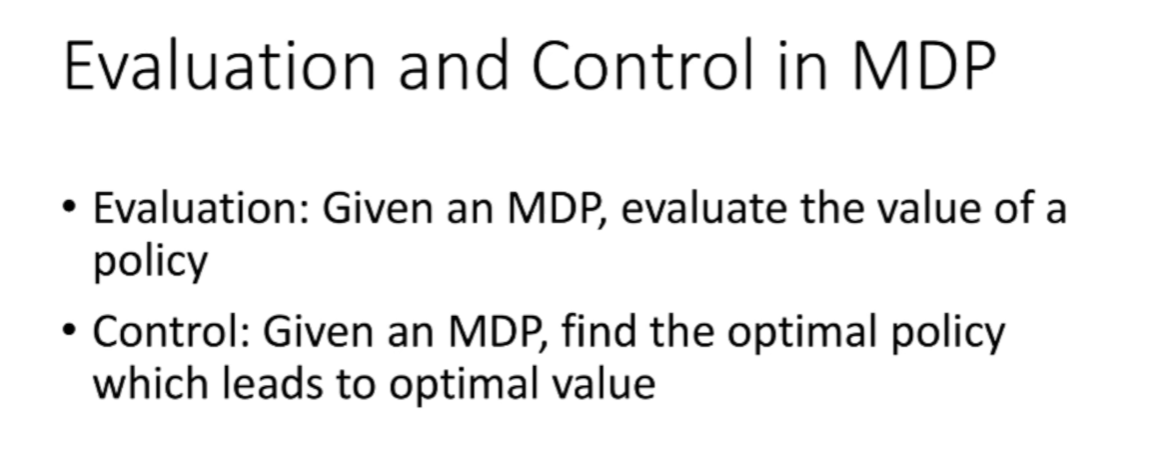 Evaluation and Control in MDP
• Evaluation: Given an MDP, evaluate the value of a
policy
• Control: Given an MDP, find the optimal policy
which leads to optimal value